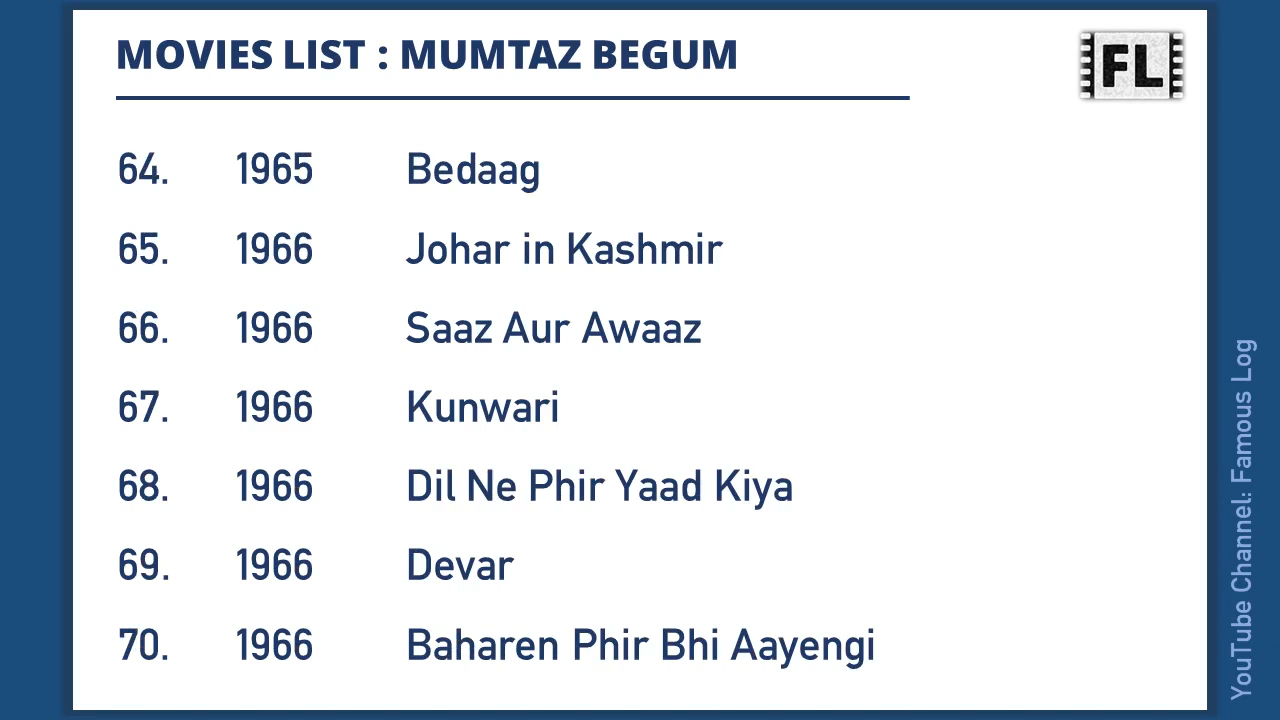 MOVIES LIST : MUMTAZ BEGUM
FL
64. 1965 Bedaag
65. 1966 Johar in Kashmir
66. 1966 Saaz Aur Awaaz
67. 1966 Kunwari
68. 1966 Dil Ne Phir Yaad Kiya
69. 1966 Devar
70. 1966 Baharen Phir Bhi Aayengi
YouTube Channel: Famous Log